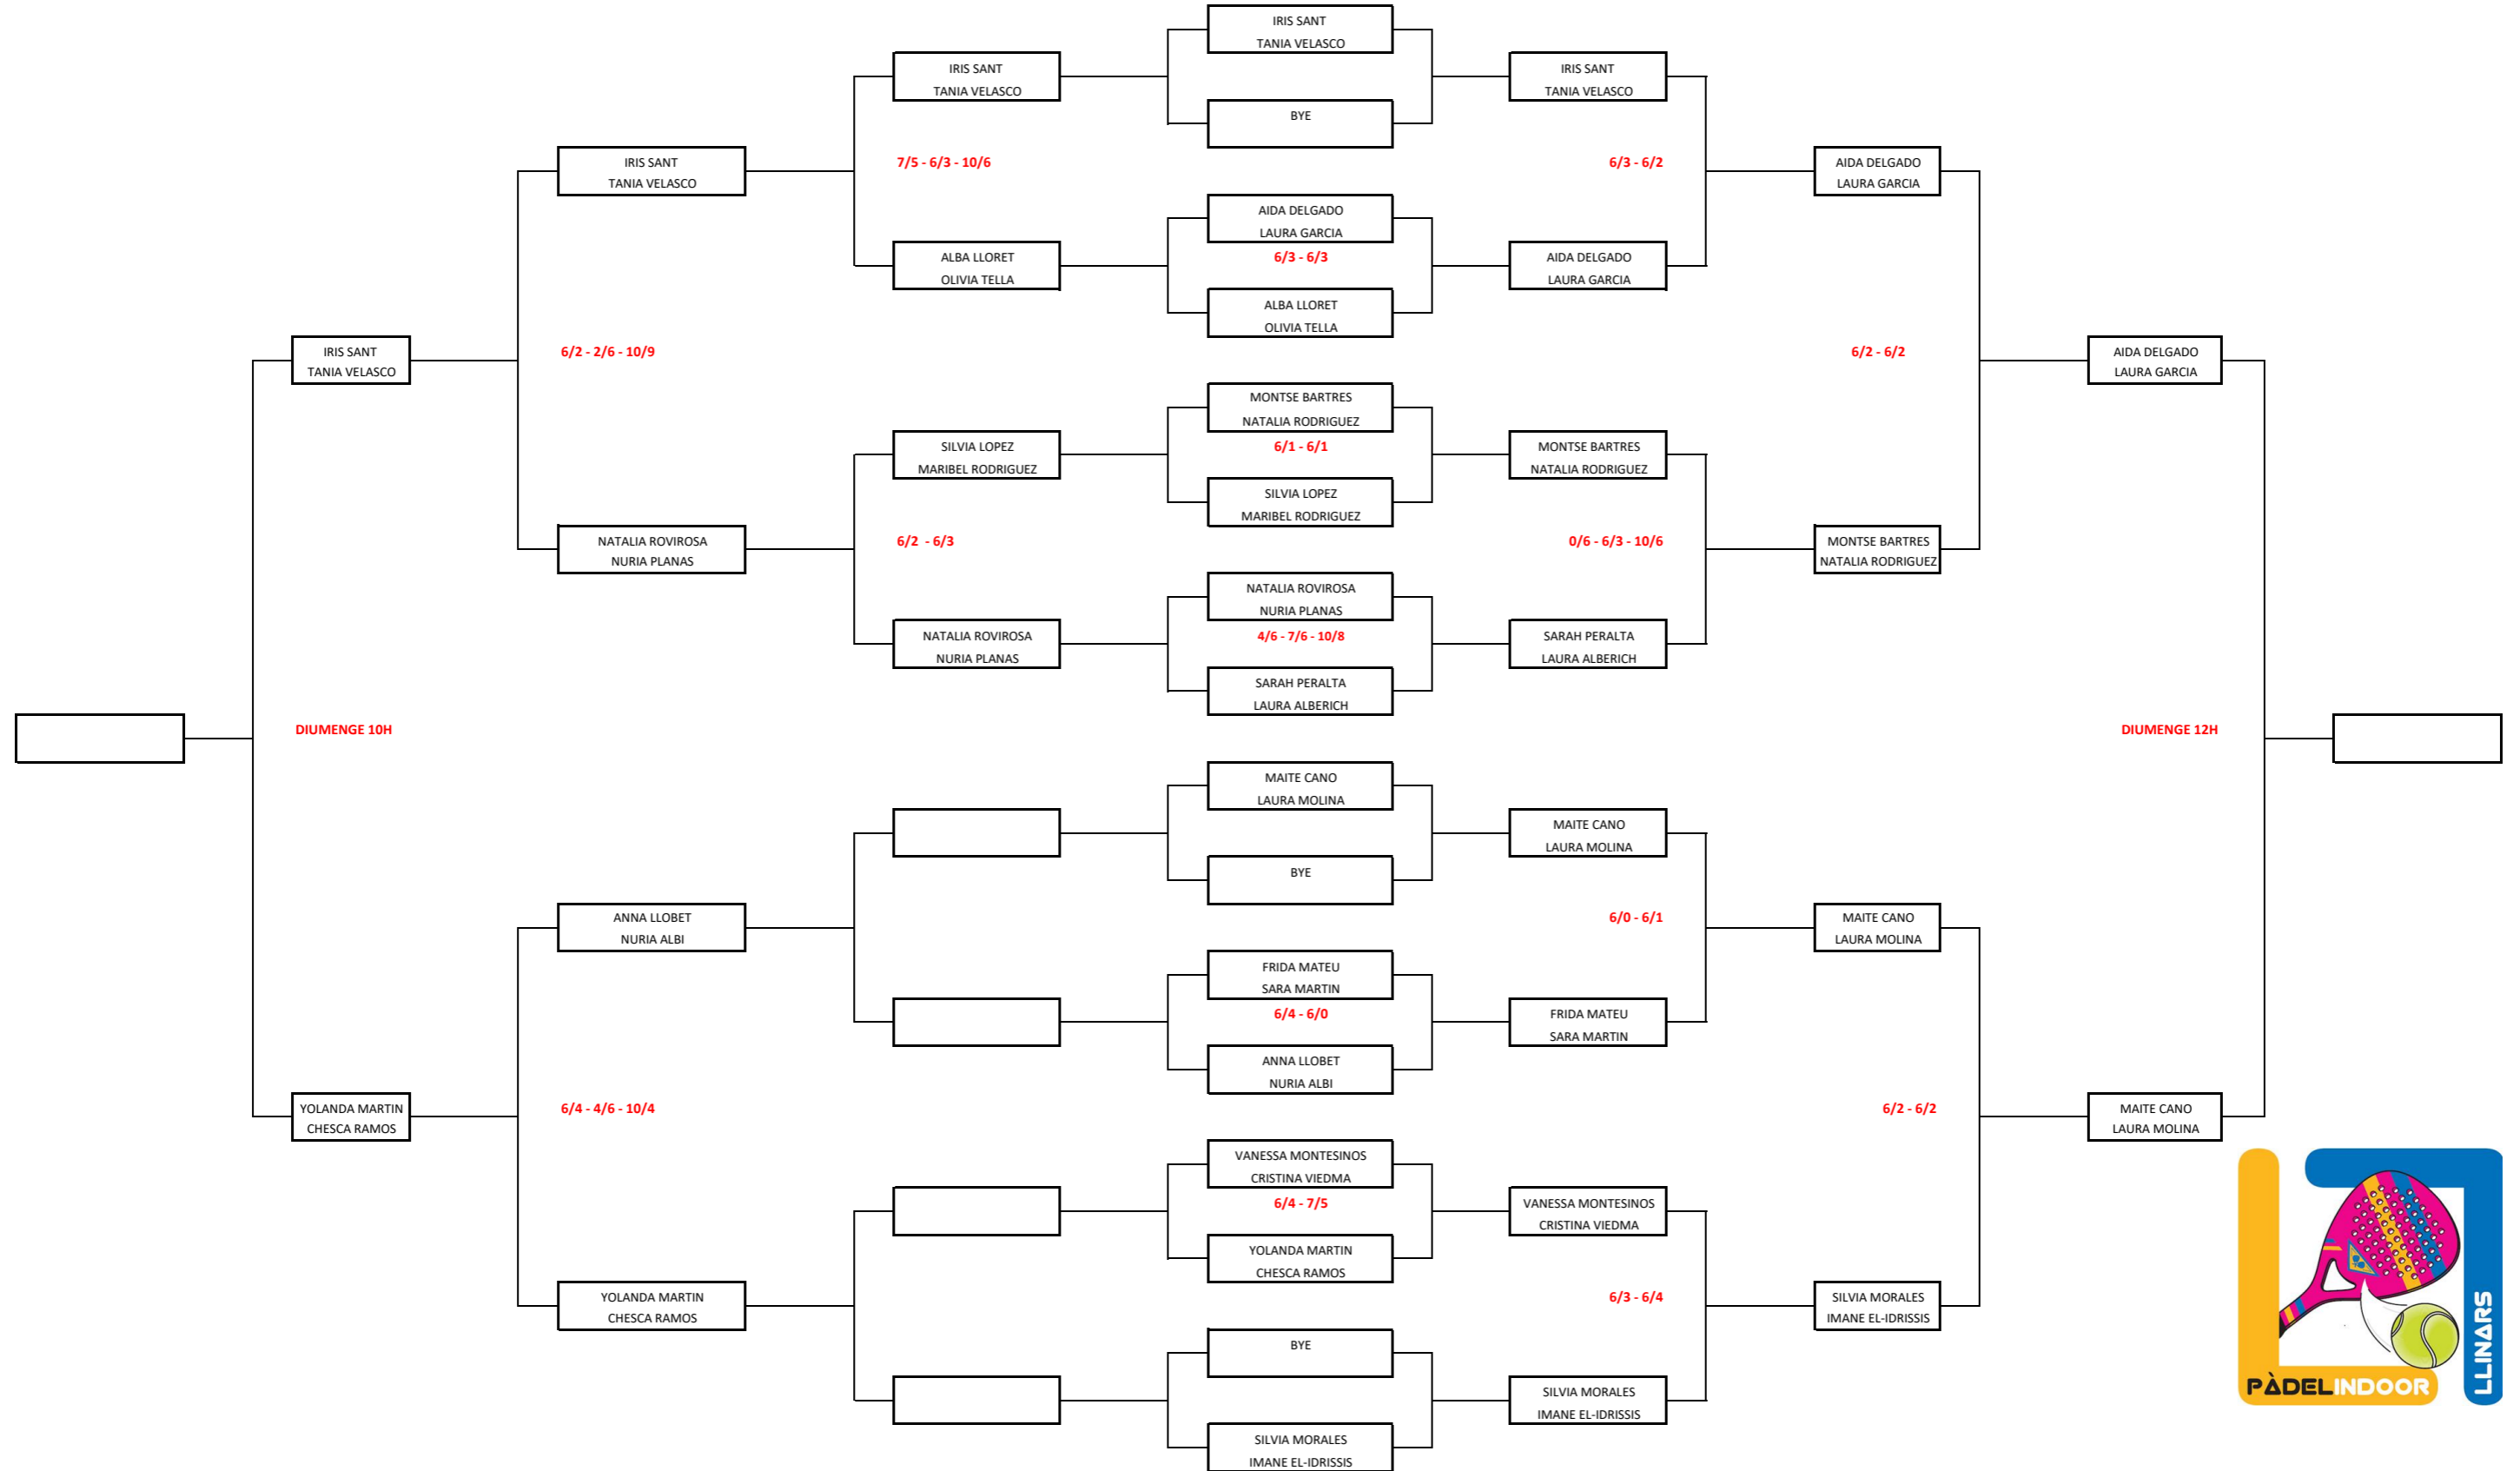 IRIS SANT
TANIA VELASCO
IRIS SANT
TANIA VELASCO
IRIS SANT
TANIA VELASCO
BYE
IRIS SANT
TANIA VELASCO
7/5 - 6/3 - 10/6
6/3 - 6/2
AIDA DELGADO
LAURA GARCIA
AIDA DELGADO
LAURA GARCIA
6/3 - 6/3
ALBA LLORET
OLIVIA TELLA
AIDA DELGADO
LAURA GARCIA
ALBA LLORET
OLIVIA TELLA
IRIS SANT
TANIA VELASCO
6/2 - 2/6 - 10/9
6/2 - 6/2
AIDA DELGADO
LAURA GARCIA
MONTSE BARTRES
NATALIA RODRIGUEZ
6/1 - 6/1
SILVIA LOPEZ
MARIBEL RODRIGUEZ
MONTSE BARTRES
NATALIA RODRIGUEZ
SILVIA LOPEZ
MARIBEL RODRIGUEZ
NATALIA ROVIROSA
NURIA PLANAS
6/2 - 6/3
0/6 - 6/3 - 10/6
MONTSE BARTRES
NATALIA RODRIGUEZ
NATALIA ROVIROSA
NURIA PLANAS
4/6 - 7/6 - 10/8
NATALIA ROVIROSA
NURIA PLANAS
SARAH PERALTA
LAURA ALBERICH
SARAH PERALTA
LAURA ALBERICH
DIUMENGE 10H
DIUMENGE 12H
MAITE CANO
LAURA MOLINA
MAITE CANO
LAURA MOLINA
BYE
ANNA LLOBET
NURIA ALBI
6/0 - 6/1
MAITE CANO
LAURA MOLINA
FRIDA MATEU
SARA MARTIN
6/4 - 6/0
FRIDA MATEU
SARA MARTIN
ANNA LLOBET
NURIA ALBI
YOLANDA MARTIN
CHESCA RAMOS
6/4 - 4/6 - 10/4
6/2 - 6/2
MAITE CANO
LAURA MOLINA
VANESSA MONTESINOS
CRISTINA VIEDMA
6/4 - 7/5
VANESSA MONTESINOS
CRISTINA VIEDMA
YOLANDA MARTIN
CHESCA RAMOS
YOLANDA MARTIN
CHESCA RAMOS
6/3 - 6/4
SILVIA MORALES
IMANE EL-IDRISSIS
BYE
SILVIA MORALES
IMANE EL-IDRISSIS
SILVIA MORALES
IMANE EL-IDRISSIS
PÀDELINDOOR
LLINARS